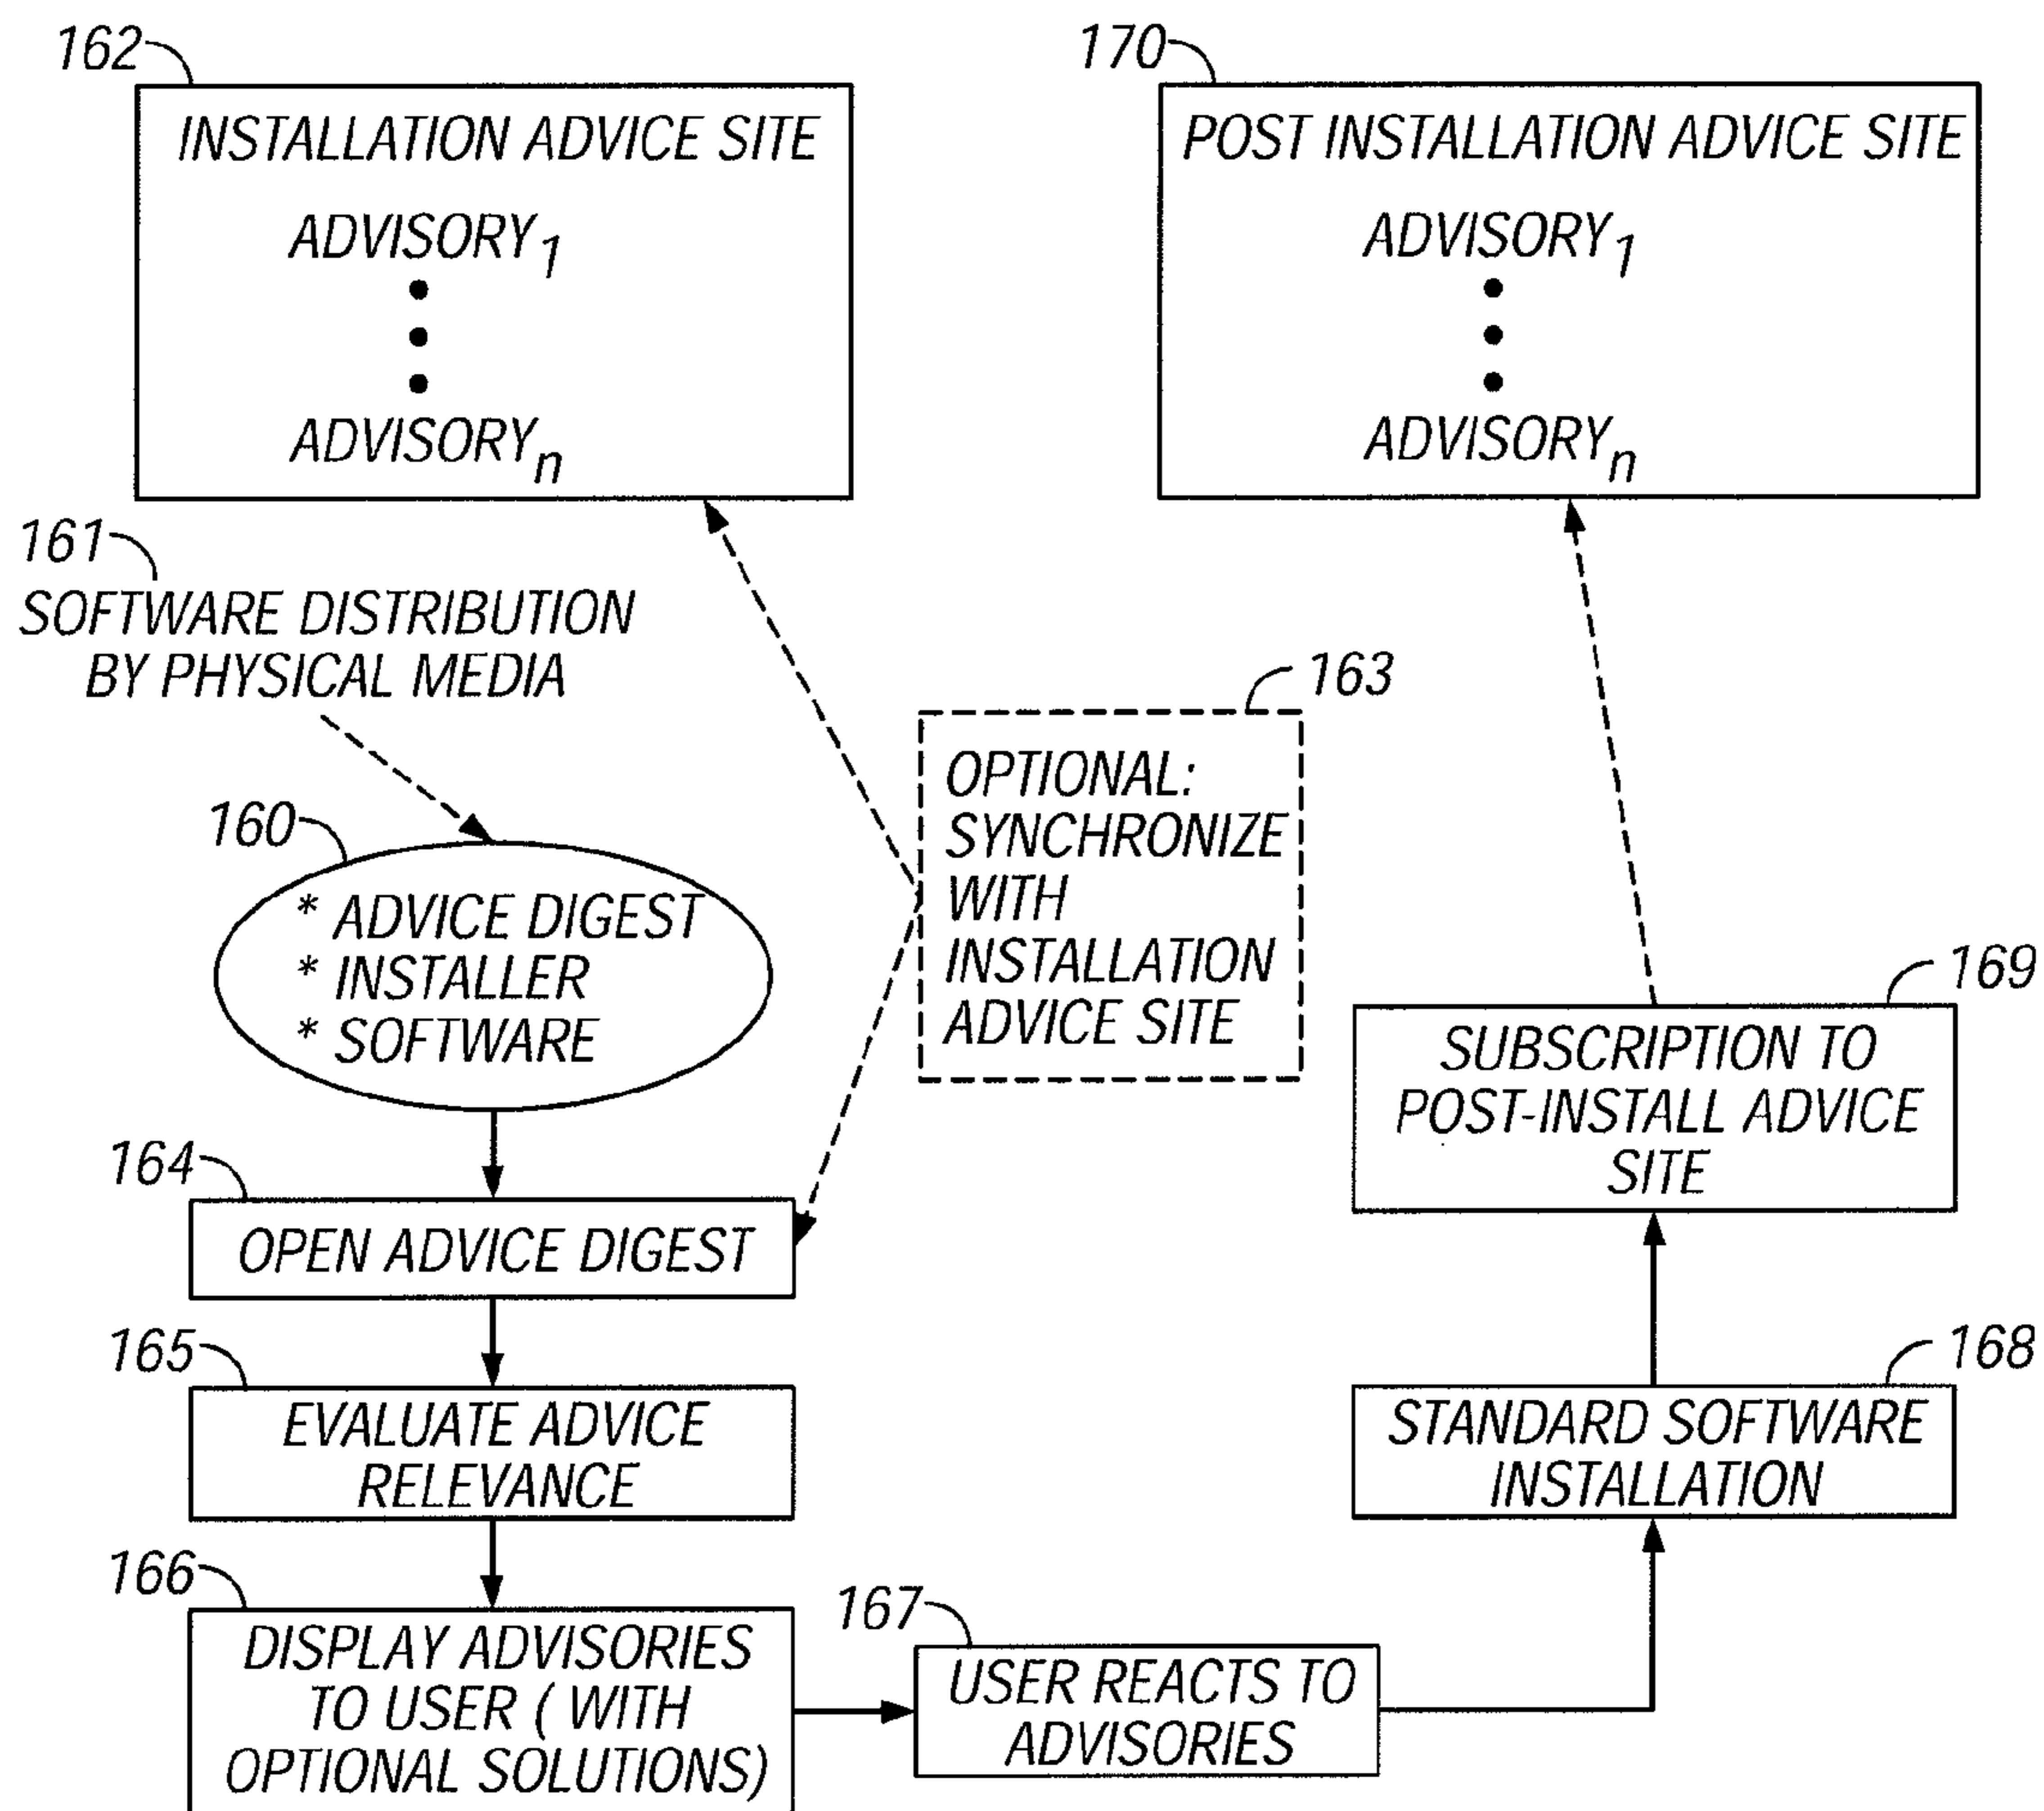 162
INSTALLATION ADVICE SITE
ADVISORY1
ADVISORYn
170
POST INSTALLATION ADVICE SITE
ADVISORY1
ADVISORYn
161
SOFTWARE DISTRIBUTION
BY PHYSICAL MEDIA
163
OPTIONAL:
SYNCHRONIZE
WITH
INSTALLATION
ADVICE SITE
160
* ADVICE DIGEST
* INSTALLER
* SOFTWARE
164
OPEN ADVICE DIGEST
165
EVALUATE ADVICE
RELEVANCE
166
DISPLAY ADVISORIES
TO USER ( WITH
OPTIONAL SOLUTIONS)
167
USER REACTS TO
ADVISORIES
168
STANDARD SOFTWARE
INSTALLATION
169
SUBSCRIPTION TO
POST-INSTALL ADVICE
SITE